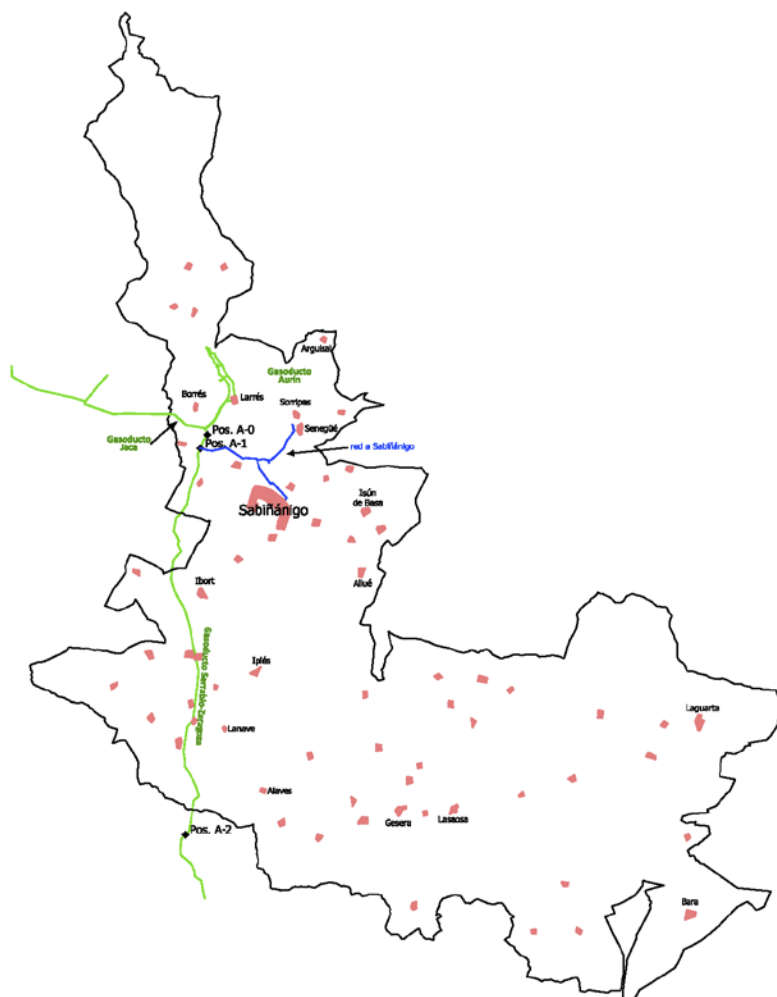 Arguisal
Gasoducto
Aurín
Borrés
Larrés
Sorripas
Senegüé
Pos. A-0
Gasoducto
Jaca
Pos. A-1
red a Sabiñánigo
Isún
de Basa
Sabiñánigo
Allué
Ibort
Gasoducto Serrablo-Zaragoza
Iplés
Laguarta
Lanave
Alaves
Gesera
Lasaosa
Pos. A-2
Bara